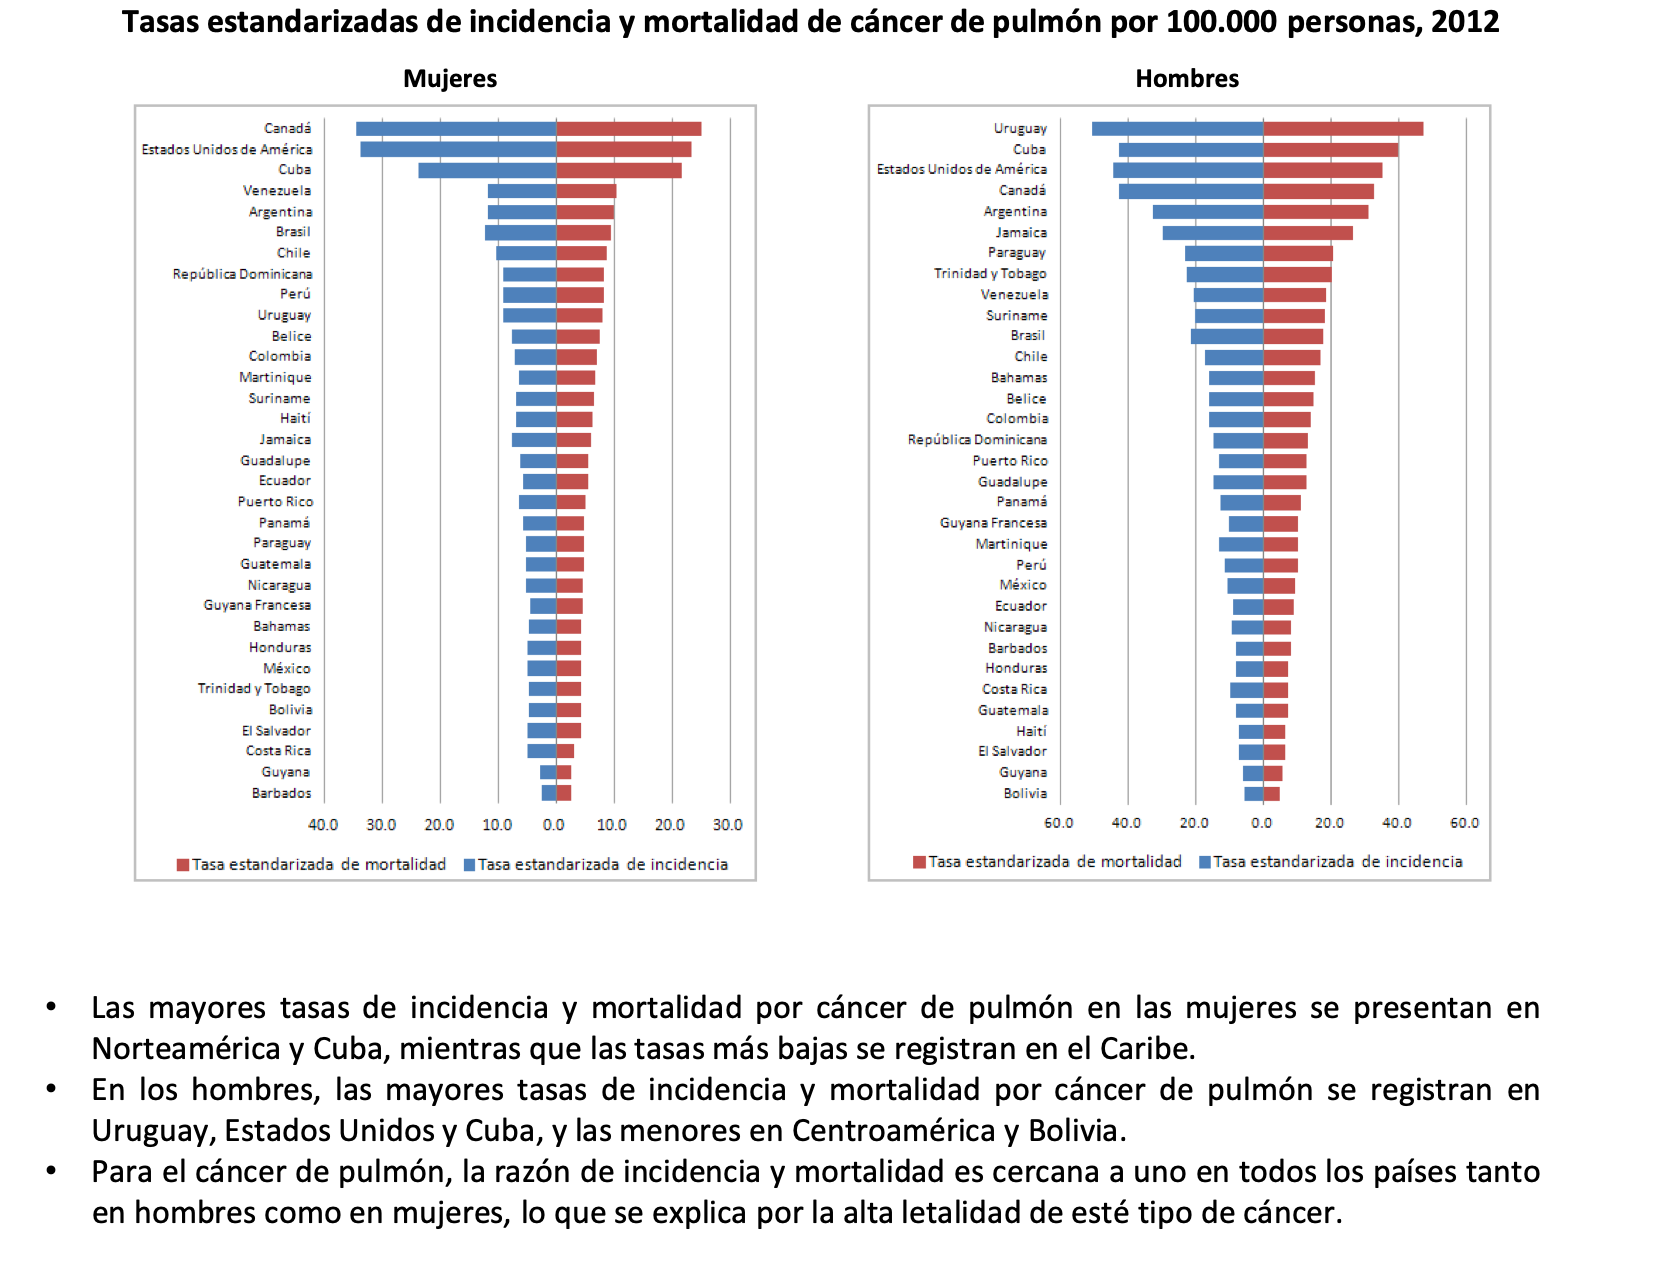 Tasas estandarizadas de incidencia y mortalidad de cáncer de pulmón por 100.000 personas, 2012
Mujeres
Canadá
Estados Unidos de América
Cuba
Venezuela
Argentina
Brasil
Chile
República Dominicana
Perú
Uruguay
Belice
Colombia
Martinique
Suriname
Haití
Jamaica
Guadalupe
Ecuador
Puerto Rico
Panamá
Paraguay
Guatemala
Nicaragua
Guyana Francesa
Bahamas
Honduras
México
Trinidad y Tobago
Bolivia
El Salvador
Costa Rica
Guyana
Barbados
40.0 30.0 20.0 10.0 0.0 10.0 20.0 30.0
Tasa estandarizada de mortalidad Tasa estandarizada de incidencia
Hombres
Uruguay
Cuba
Estados Unidos de América
Canadá
Argentina
Jamaica
Paraguay
Trinidad y Tobago
Venezuela
Suriname
Brasil
Chile
Bahamas
Belice
Colombia
República Dominicana
Puerto Rico
Guadalupe
Panamá
Guyana Francesa
Martinique
Perú
México
Ecuador
Nicaragua
Barbados
Honduras
Costa Rica
Guatemala
Haití
El Salvador
Guyana
Bolivia
60.0 40.0 20.0 0.0 20.0 40.0 60.0
Tasa estandarizada de mortalidad Tasa estandarizada de incidencia
• Las mayores tasas de incidencia y mortalidad por cáncer de pulmón en las mujeres se presentan en
Norteamérica y Cuba, mientras que las tasas más bajas se registran en el Caribe.
• En los hombres, las mayores tasas de incidencia y mortalidad por cáncer de pulmón se registran en
Uruguay, Estados Unidos y Cuba, y las menores en Centroamérica y Bolivia.
• Para el cáncer de pulmón, la razón de incidencia y mortalidad es cercana a uno en todos los países tanto
en hombres como en mujeres, lo que se explica por la alta letalidad de esté tipo de cáncer.